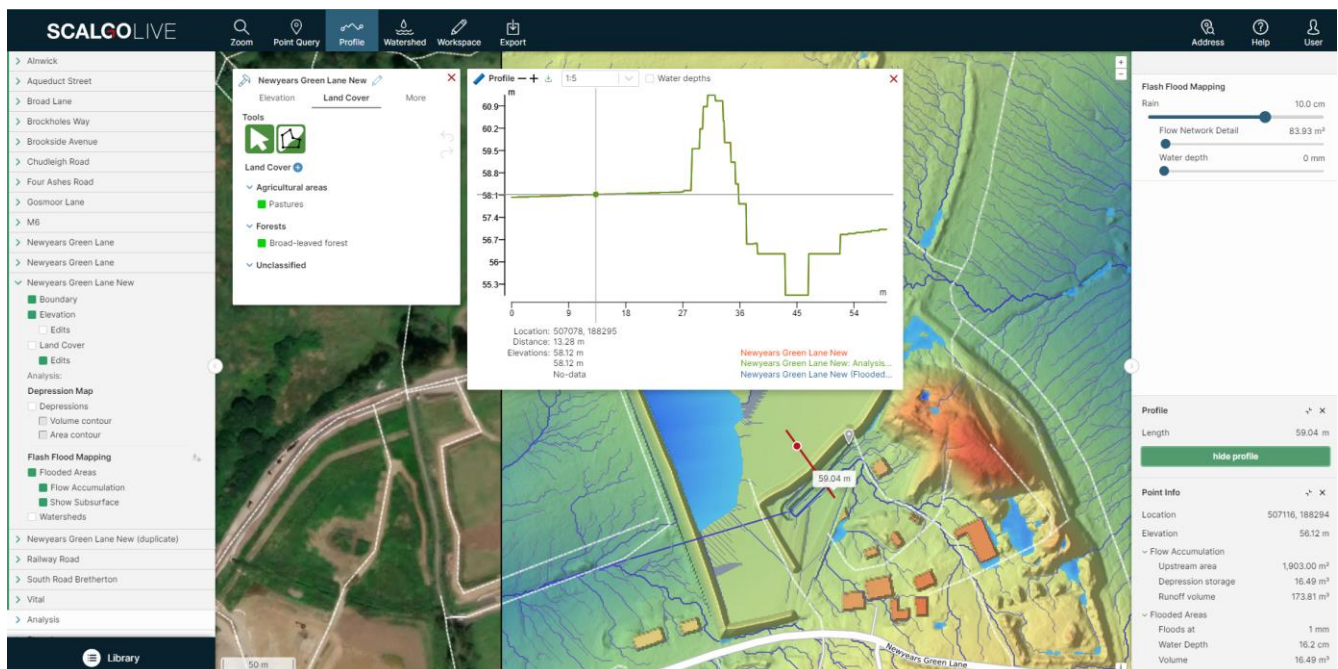 SCALGO LIVE
Zoom
Point Query
Profile
Watershed
Workspace
Export
Address
Help
User
Alnwick
Aqueduct Street
Broad Lane
Brockholes Way
Brookside Avenue
Chudleigh Road
Four Ashes Road
Gosmoor Lane
M6
Newyears Green Lane
Newyears Green Lane
Newyears Green Lane New
Boundary
Elevation
Edits
Land Cover
Edits
Analysis:
Depression Map
Depressions
Volume contour
Area contour
Flash Flood Mapping
Flooded Areas
Flow Accumulation
Show Subsurface
Watersheds
Newyears Green Lane New (duplicate)
Railway Road
South Road Bretherton
Vital
Analysis
Library
Newyears Green Lane New
Elevation
Land Cover
More
Tools
Land Cover
Agricultural areas
Pastures
Forests
Broad-leaved forest
Unclassified
Profile
1:5
Water depths
m
60.9
60.2
59.5
58.8
58.1
57.4
56.7
56
55.3
m
0 9 18 27 36 45 54
Location: 507078, 188295
Distance: 13.28 m
Elevations: 58.12 m
58.12 m
No-data
Newyears Green Lane New
Newyears Green Lane New: Analysis...
Newyears Green Lane New (Flooded...
59.04 m
50 m
Newyears Green Lane
Flash Flood Mapping
Rain 10.0 cm
Flow Network Detail 83.93 m²
Water depth 0 mm
Profile
Length 59.04 m
hide profile
Point Info
Location 507116, 188294
Elevation 56.12 m
Flow Accumulation
Upstream area 1,903.00 m²
Depression storage 16.49 m³
Runoff volume 173.81 m³
Flooded Areas
Floods at 1 mm
Water Depth 16.2 cm
Volume 16.49 m³